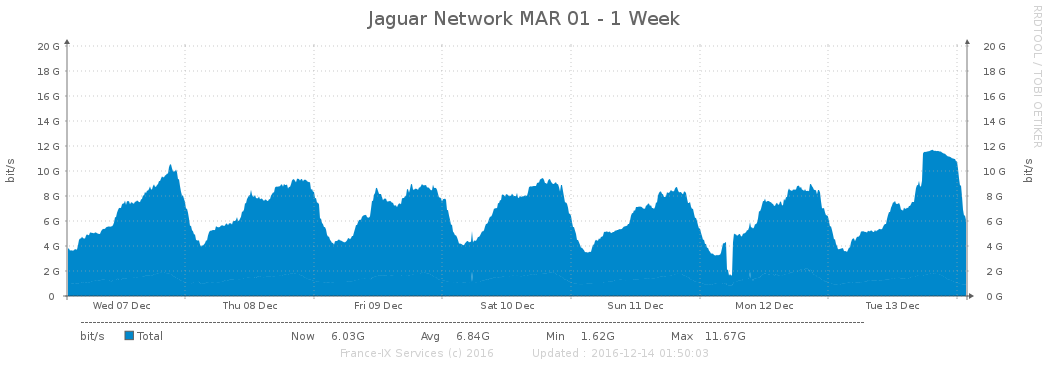 Jaguar Network MAR 01 - 1 Week
RRDTOOL / TOBI OETIKER
bit/s
bit/s
20 G 20 G
18 G 18 G
16 G 16 G
14 G 14 G
12 G 12 G
10 G 10 G
8 G 8 G
6 G 6 G
4 G 4 G
2 G 2 G
0 0 G
Wed 07 Dec Thu 08 Dec Fri 09 Dec Sat 10 Dec Sun 11 Dec Mon 12 Dec Tue 13 Dec
bit/s Total Now 6.03G Avg 6.84G Min 1.62G Max 11.67G
France-IX Services (c) 2016 Updated : 2016-12-14 01:50:03